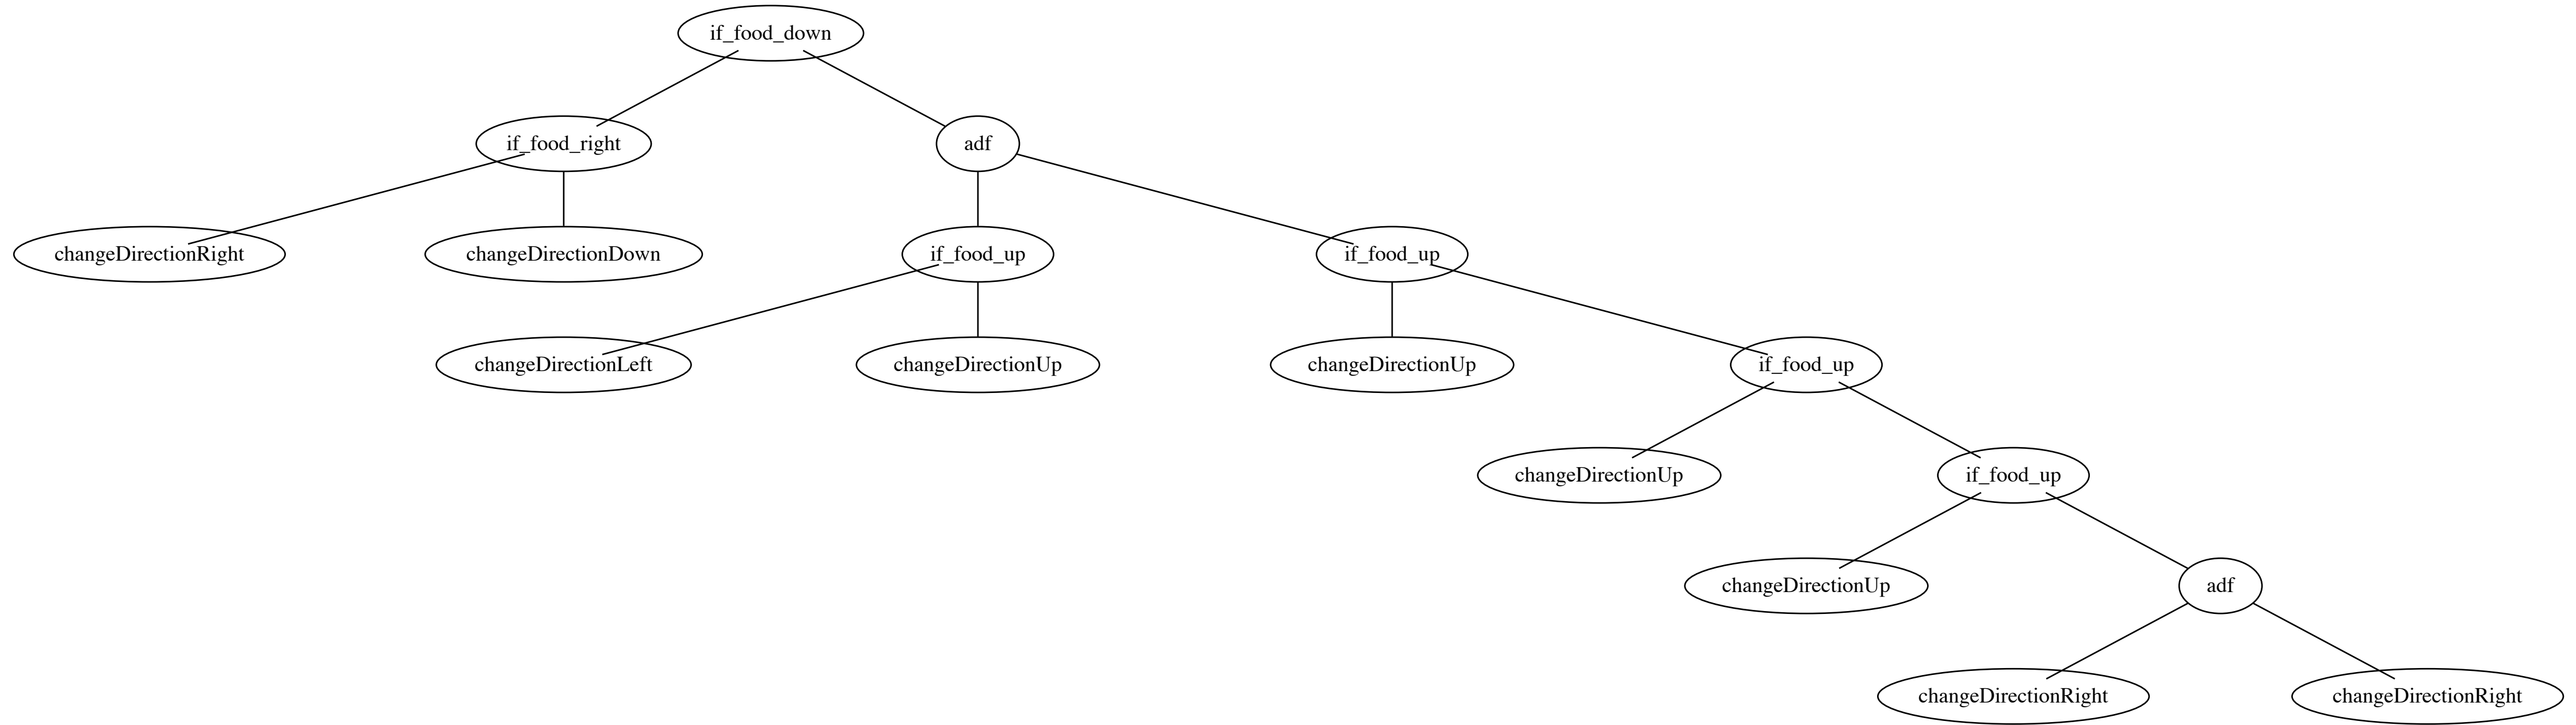 if_food_down
if_food_right
adf
changeDirectionRight
changeDirectionDown
if_food_up
if_food_up
changeDirectionLeft
changeDirectionUp
changeDirectionUp
if_food_up
changeDirectionUp
if_food_up
changeDirectionUp
adf
changeDirectionRight
changeDirectionRight